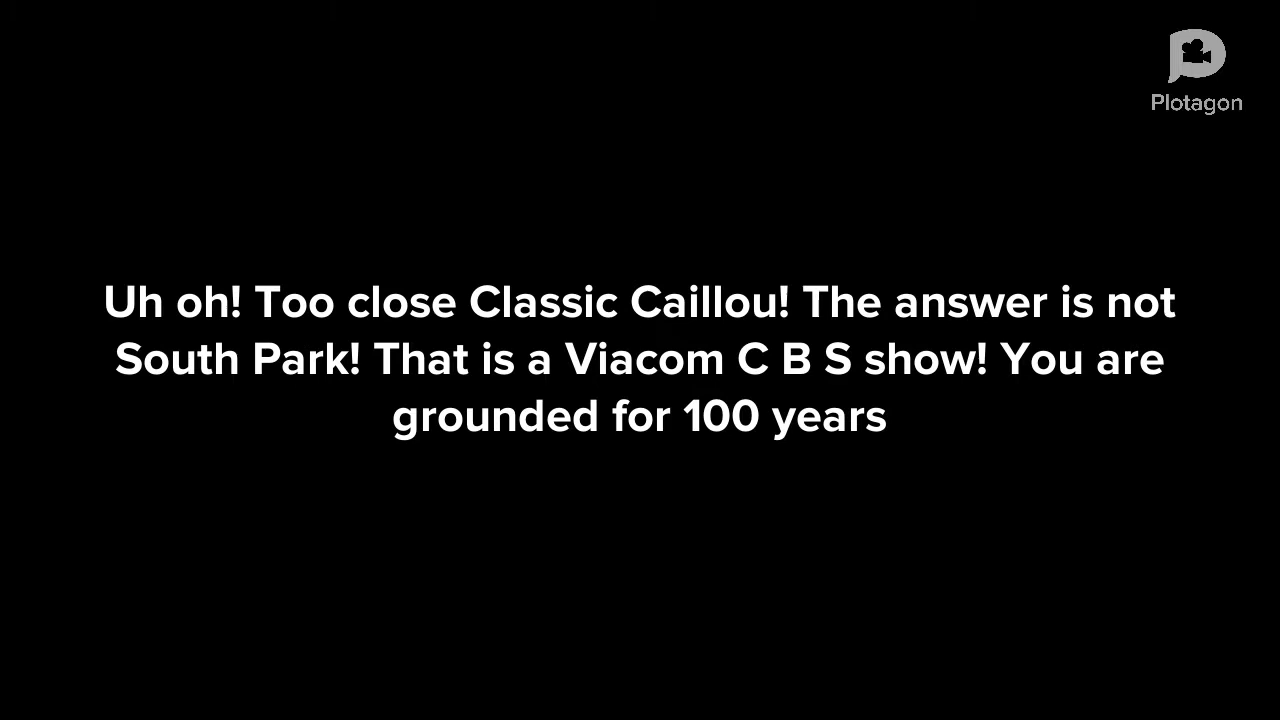 Plotagon
Uh oh! Too close Classic Caillou! The answer is not
South Park! That is a Viacom C B S show! You are
grounded for 100 years